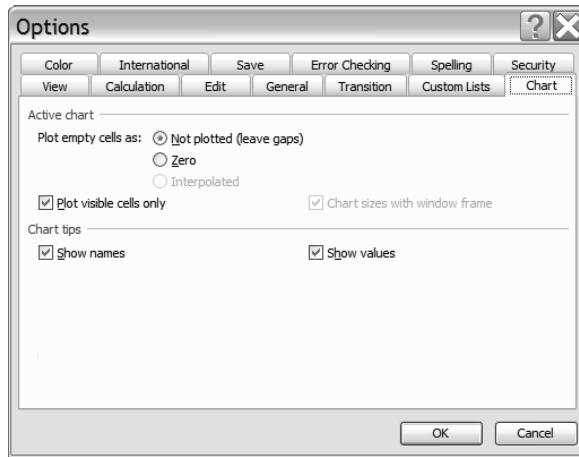 Options
Color International Save Error Checking Spelling Security
View Calculation Edit General Transition Custom Lists Chart
Active chart
Plot empty cells as: Not plotted (leave gaps)
Zero
Interpolated
Plot visible cells only Chart sizes with window frame
Chart tips
Show names Show values
OK Cancel